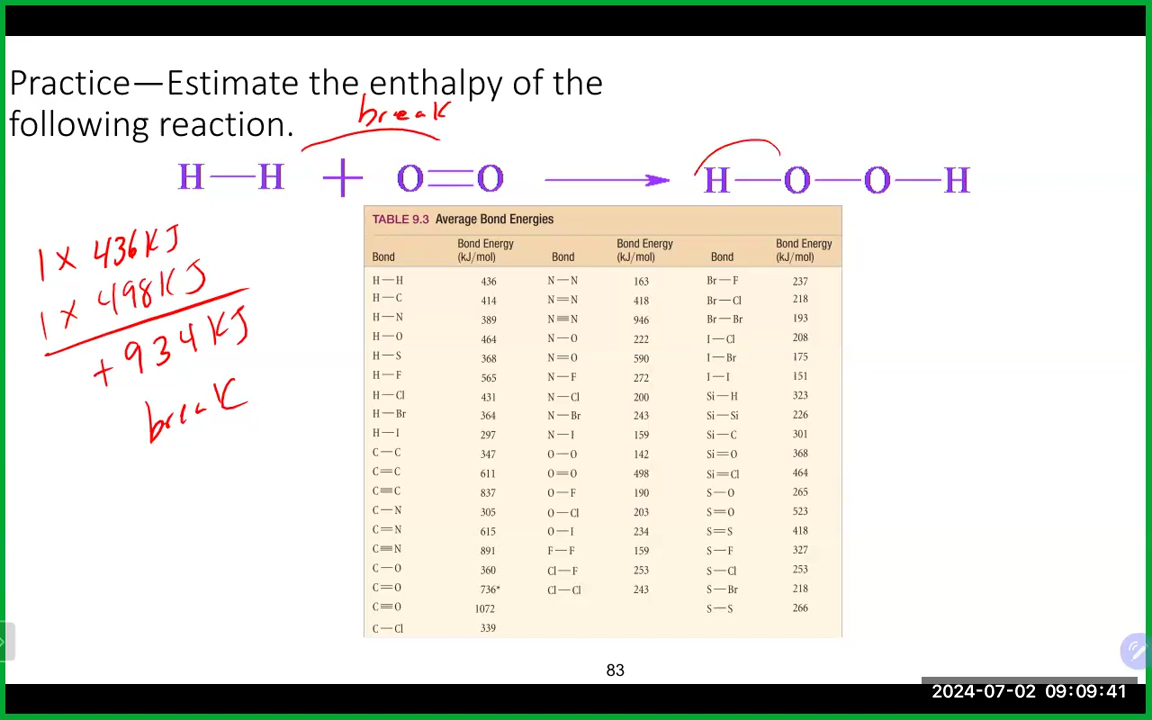 Practice—Estimate the enthalpy of the
following reaction.
break
H—H + O=O ⟶ H—O—O—H
1 x 436KJ
1 x 498KJ
+ 934KJ
break
TABLE 9.3 Average Bond Energies
Bond Bond Energy (kJ/mol) Bond Bond Energy (kJ/mol) Bond Bond Energy (kJ/mol)
H—H 436 N—N 163 Br—F 237
H—C 414 N=N 418 Br—Cl 218
H—N 389 N≡N 946 Br—Br 193
H—O 464 N—O 222 I—Cl 208
H—S 368 N=O 590 I—Br 175
H—F 565 N—F 272 I—I 151
H—Cl 431 N—Cl 200 Si—H 323
H—Br 364 N—Br 243 Si—Si 226
H—I 297 N—I 159 Si—C 301
C—C 347 O—O 142 Si=O 368
C=C 611 O=O 498 Si=Cl 464
C≡C 837 O—F 190 S—O 265
C—N 305 O—Cl 203 S=O 523
C=N 615 O—I 234 S=S 418
C≡N 891 F—F 159 S—F 327
C—O 360 Cl—F 253 S—Cl 253
C=O 736* Cl—Cl 243 S—Br 218
C≡O 1072 S—S 266
C—Cl 339
83
2024-07-02 09:09:41